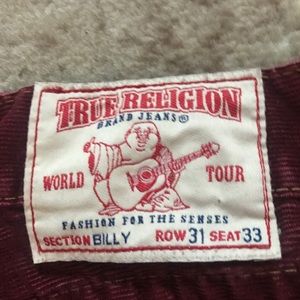 TRUE RELIGION
BRAND JEANS®
WORLD TOUR
FASHION FOR THE SENSES
SECTION BILLY ROW 31 SEAT 33